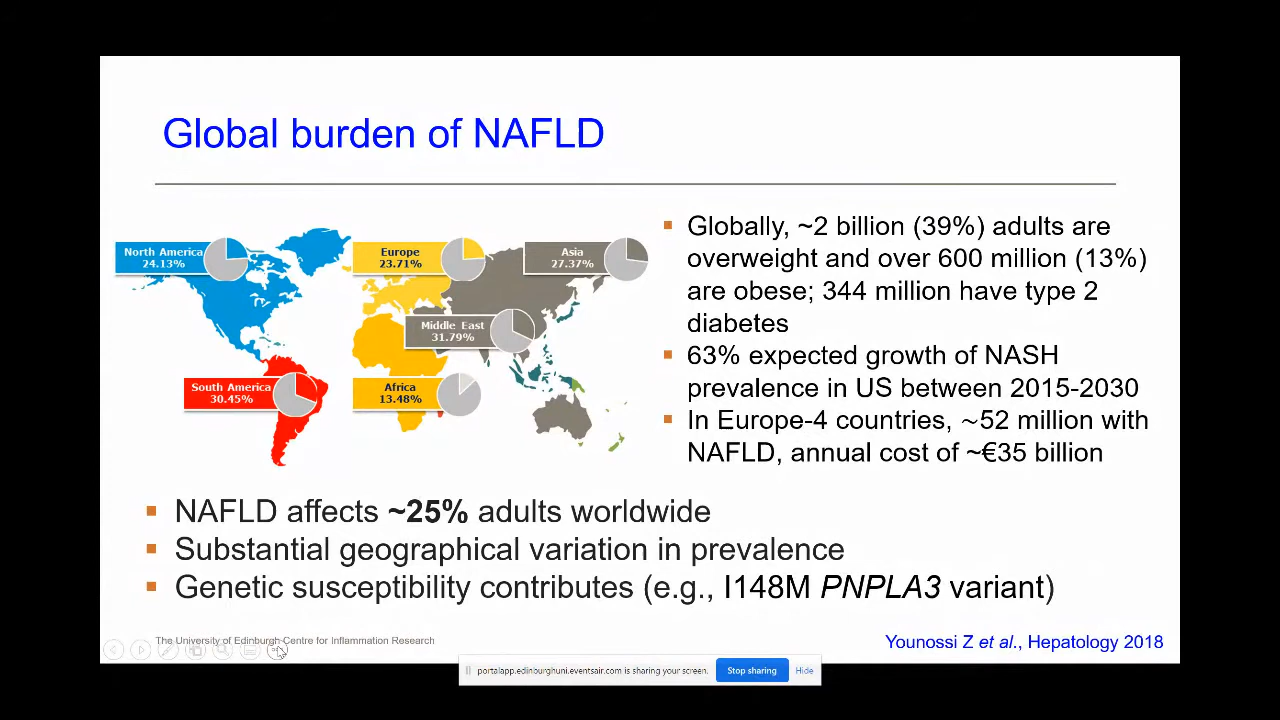 Global burden of NAFLD
North America
24.13%
Europe
23.71%
Asia
27.37%
Middle East
31.79%
South America
30.45%
Africa
13.48%
Globally, ~2 billion (39%) adults are
overweight and over 600 million (13%)
are obese; 344 million have type 2
diabetes
63% expected growth of NASH
prevalence in US between 2015-2030
In Europe-4 countries, ~52 million with
NAFLD, annual cost of ~€35 billion
NAFLD affects ~25% adults worldwide
Substantial geographical variation in prevalence
Genetic susceptibility contributes (e.g., I148M PNPLA3 variant)
The University of Edinburgh Centre for Inflammation Research
Younossi Z et al., Hepatology 2018
portalapp.edinburghuni.eventsair.com is sharing your screen.
Stop sharing
Hide